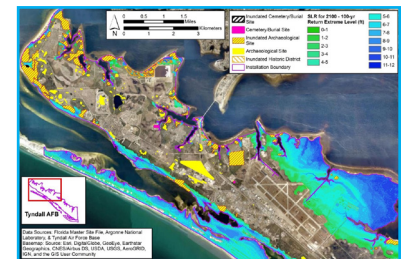 0 0.5 1 1.5
Kilometers
0 1 2 3
N
Inundated Cemetery/Burial
Site
Cemetery/Burial Site
Inundated Archaeological
Site
Archaeological Site
Inundated Historic District
Installation Boundary
SLR for 2100 - 100-yr
Return Extreme Level (ft)
0-1
1-2
2-3
3-4
4-5
5-6
6-7
7-8
8-9
9-10
10-11
11-12
Tyndall AFB
Data Sources: Florida Master Site File, Argonne National
Laboratory, & Tyndall Air Force Base
Basemap: Source: Esri, DigitalGlobe, GeoEye, Earthstar
Geographics, CNES/Airbus DS, USDA, USGS, AeroGRID,
IGN, and the GIS User Community